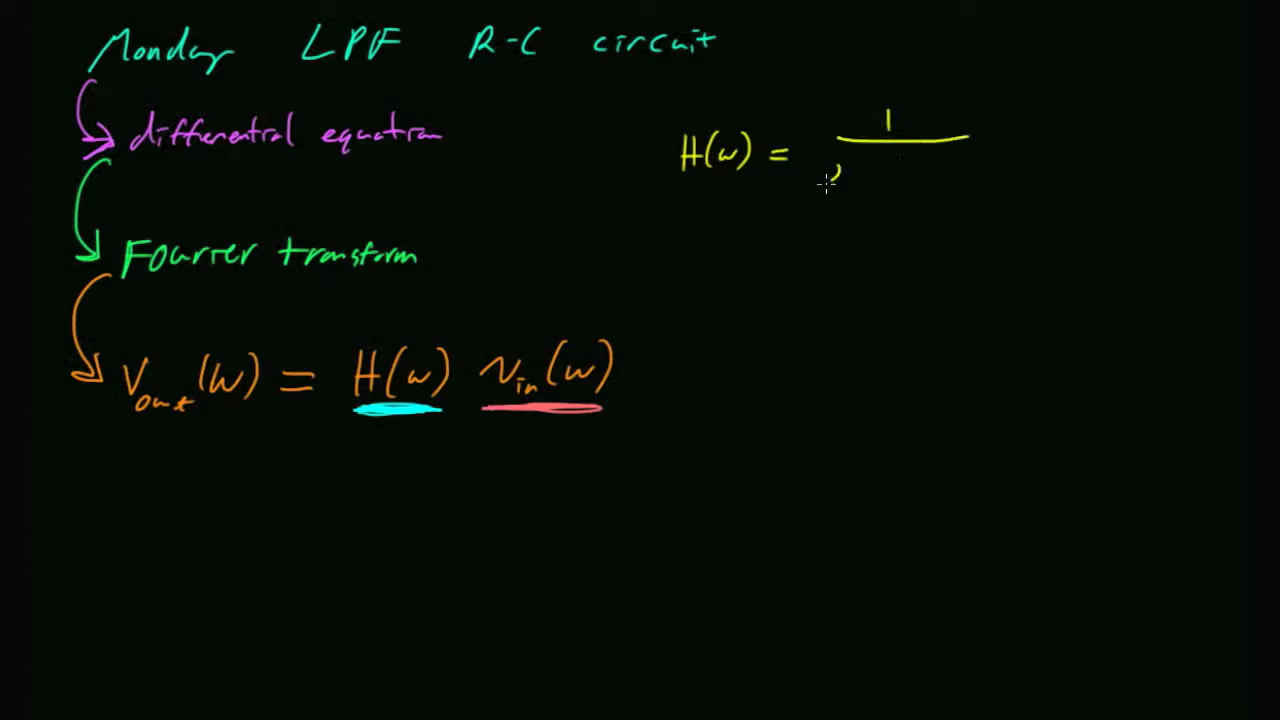 Monday LPF R-C circuit
differential equation
H(ω) = 1
Fourier transform
Vout(ω) = H(ω) Vin(ω)